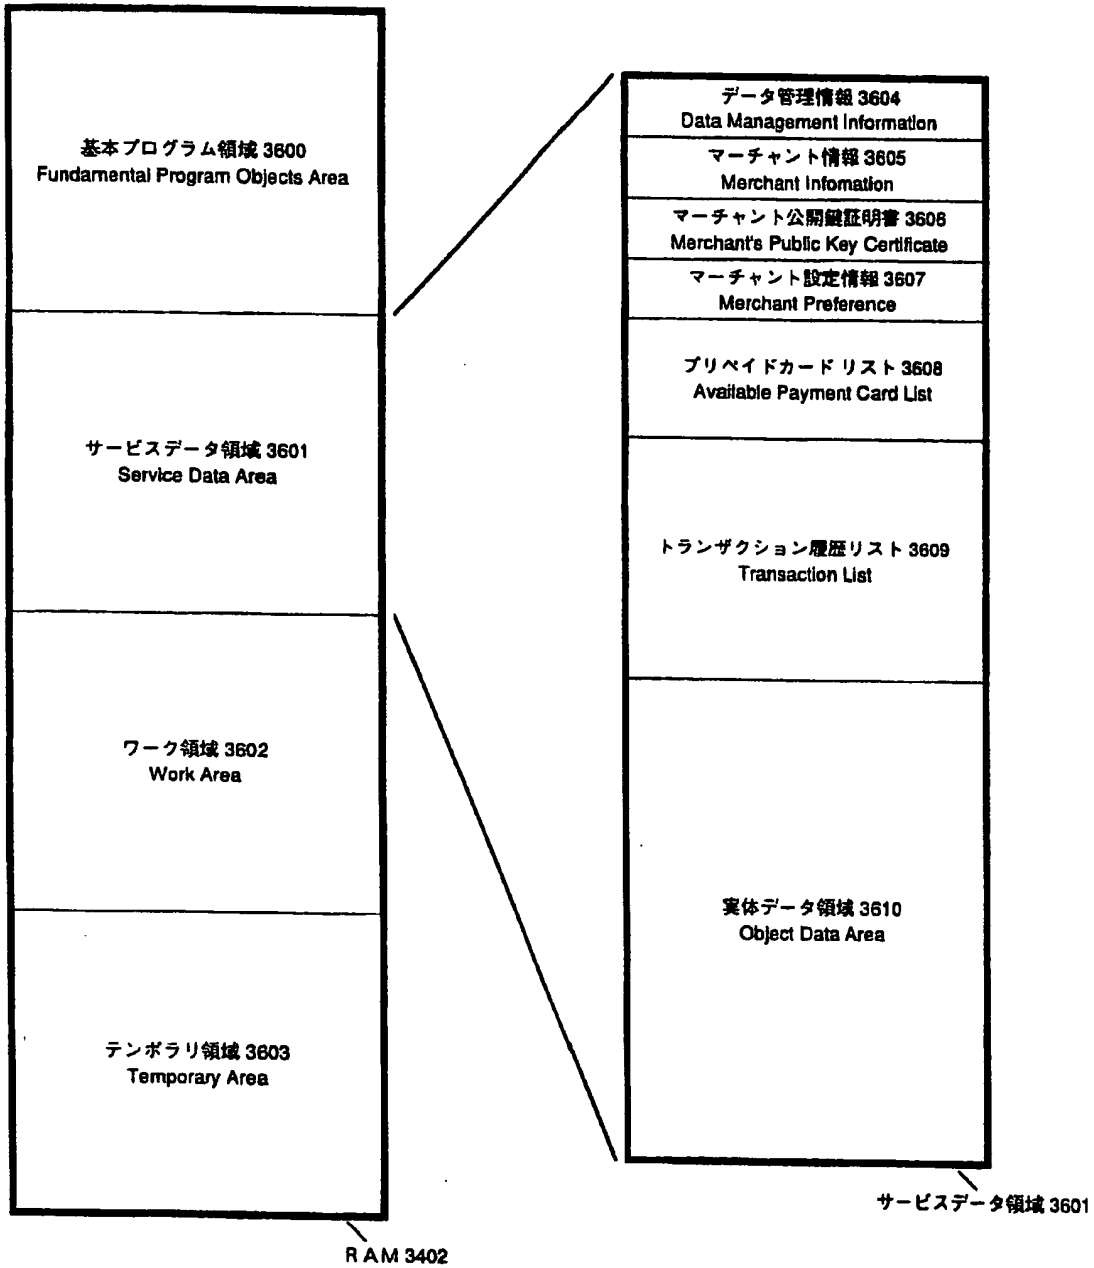 基本プログラム領域 3600
Fundamental Program Objects Area
サービスデータ領域 3601
Service Data Area
ワーク領域 3602
Work Area
テンポラリ領域 3603
Temporary Area
RAM 3402
データ管理情報 3604
Data Management Information
マーチャント情報 3605
Merchant Infomation
マーチャント公開鍵証明書 3606
Merchant's Public Key Certificate
マーチャント設定情報 3607
Merchant Preference
プリペイドカード リスト 3608
Available Payment Card List
トランザクション履歴リスト 3609
Transaction List
実体データ領域 3610
Object Data Area
サービスデータ領域 3601